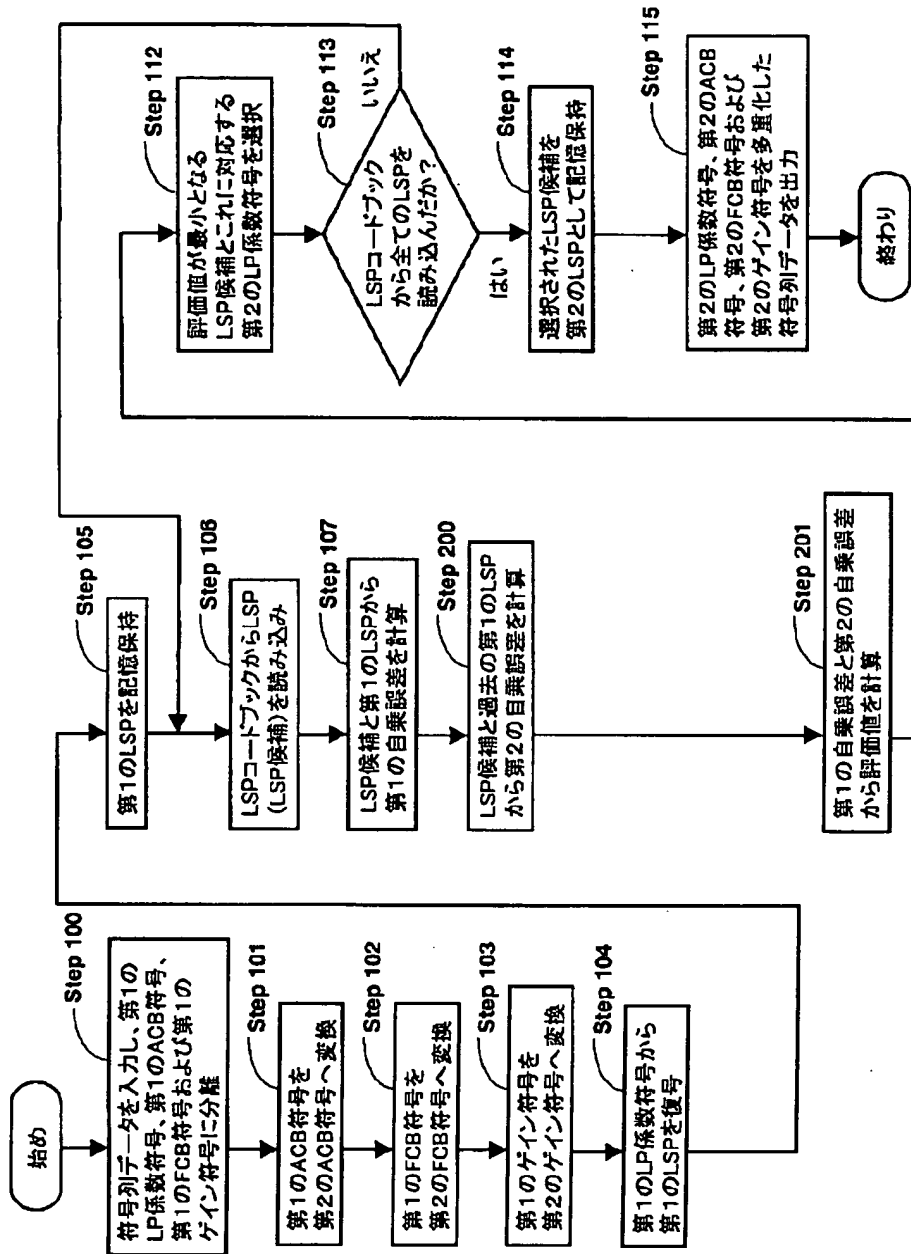 始め
Step 100
符号列データを入力し、第1の
LP係数符号、第1のACB符号、
第1のFCB符号および第1の
ゲイン符号に分離
Step 101
第1のACB符号を
第2のACB符号へ変換
Step 102
第1のFCB符号を
第2のFCB符号へ変換
Step 103
第1のゲイン符号を
第2のゲイン符号へ変換
Step 104
第1のLP係数符号から
第1のLSPを復号
Step 105
第1のLSPを記憶保持
Step 106
LSPコードブックからLSP
(LSP候補)を読み込み
Step 107
LSP候補と第1のLSPから
第1の自乗誤差を計算
Step 200
LSP候補と過去の第1のLSP
から第2の自乗誤差を計算
Step 201
第1の自乗誤差と第2の自乗誤差
から評価値を計算
Step 112
評価値が最小となる
LSP候補とこれに対応する
第2のLP係数符号を選択
Step 113
いいえ
LSPコードブック
から全てのLSPを
読み込んだか?
はい
Step 114
選択されたLSP候補を
第2のLSPとして記憶保持
Step 115
第2のLP係数符号、第2のACB
符号、第2のFCB符号および
第2のゲイン符号を多重化した
符号列データを出力
終わり